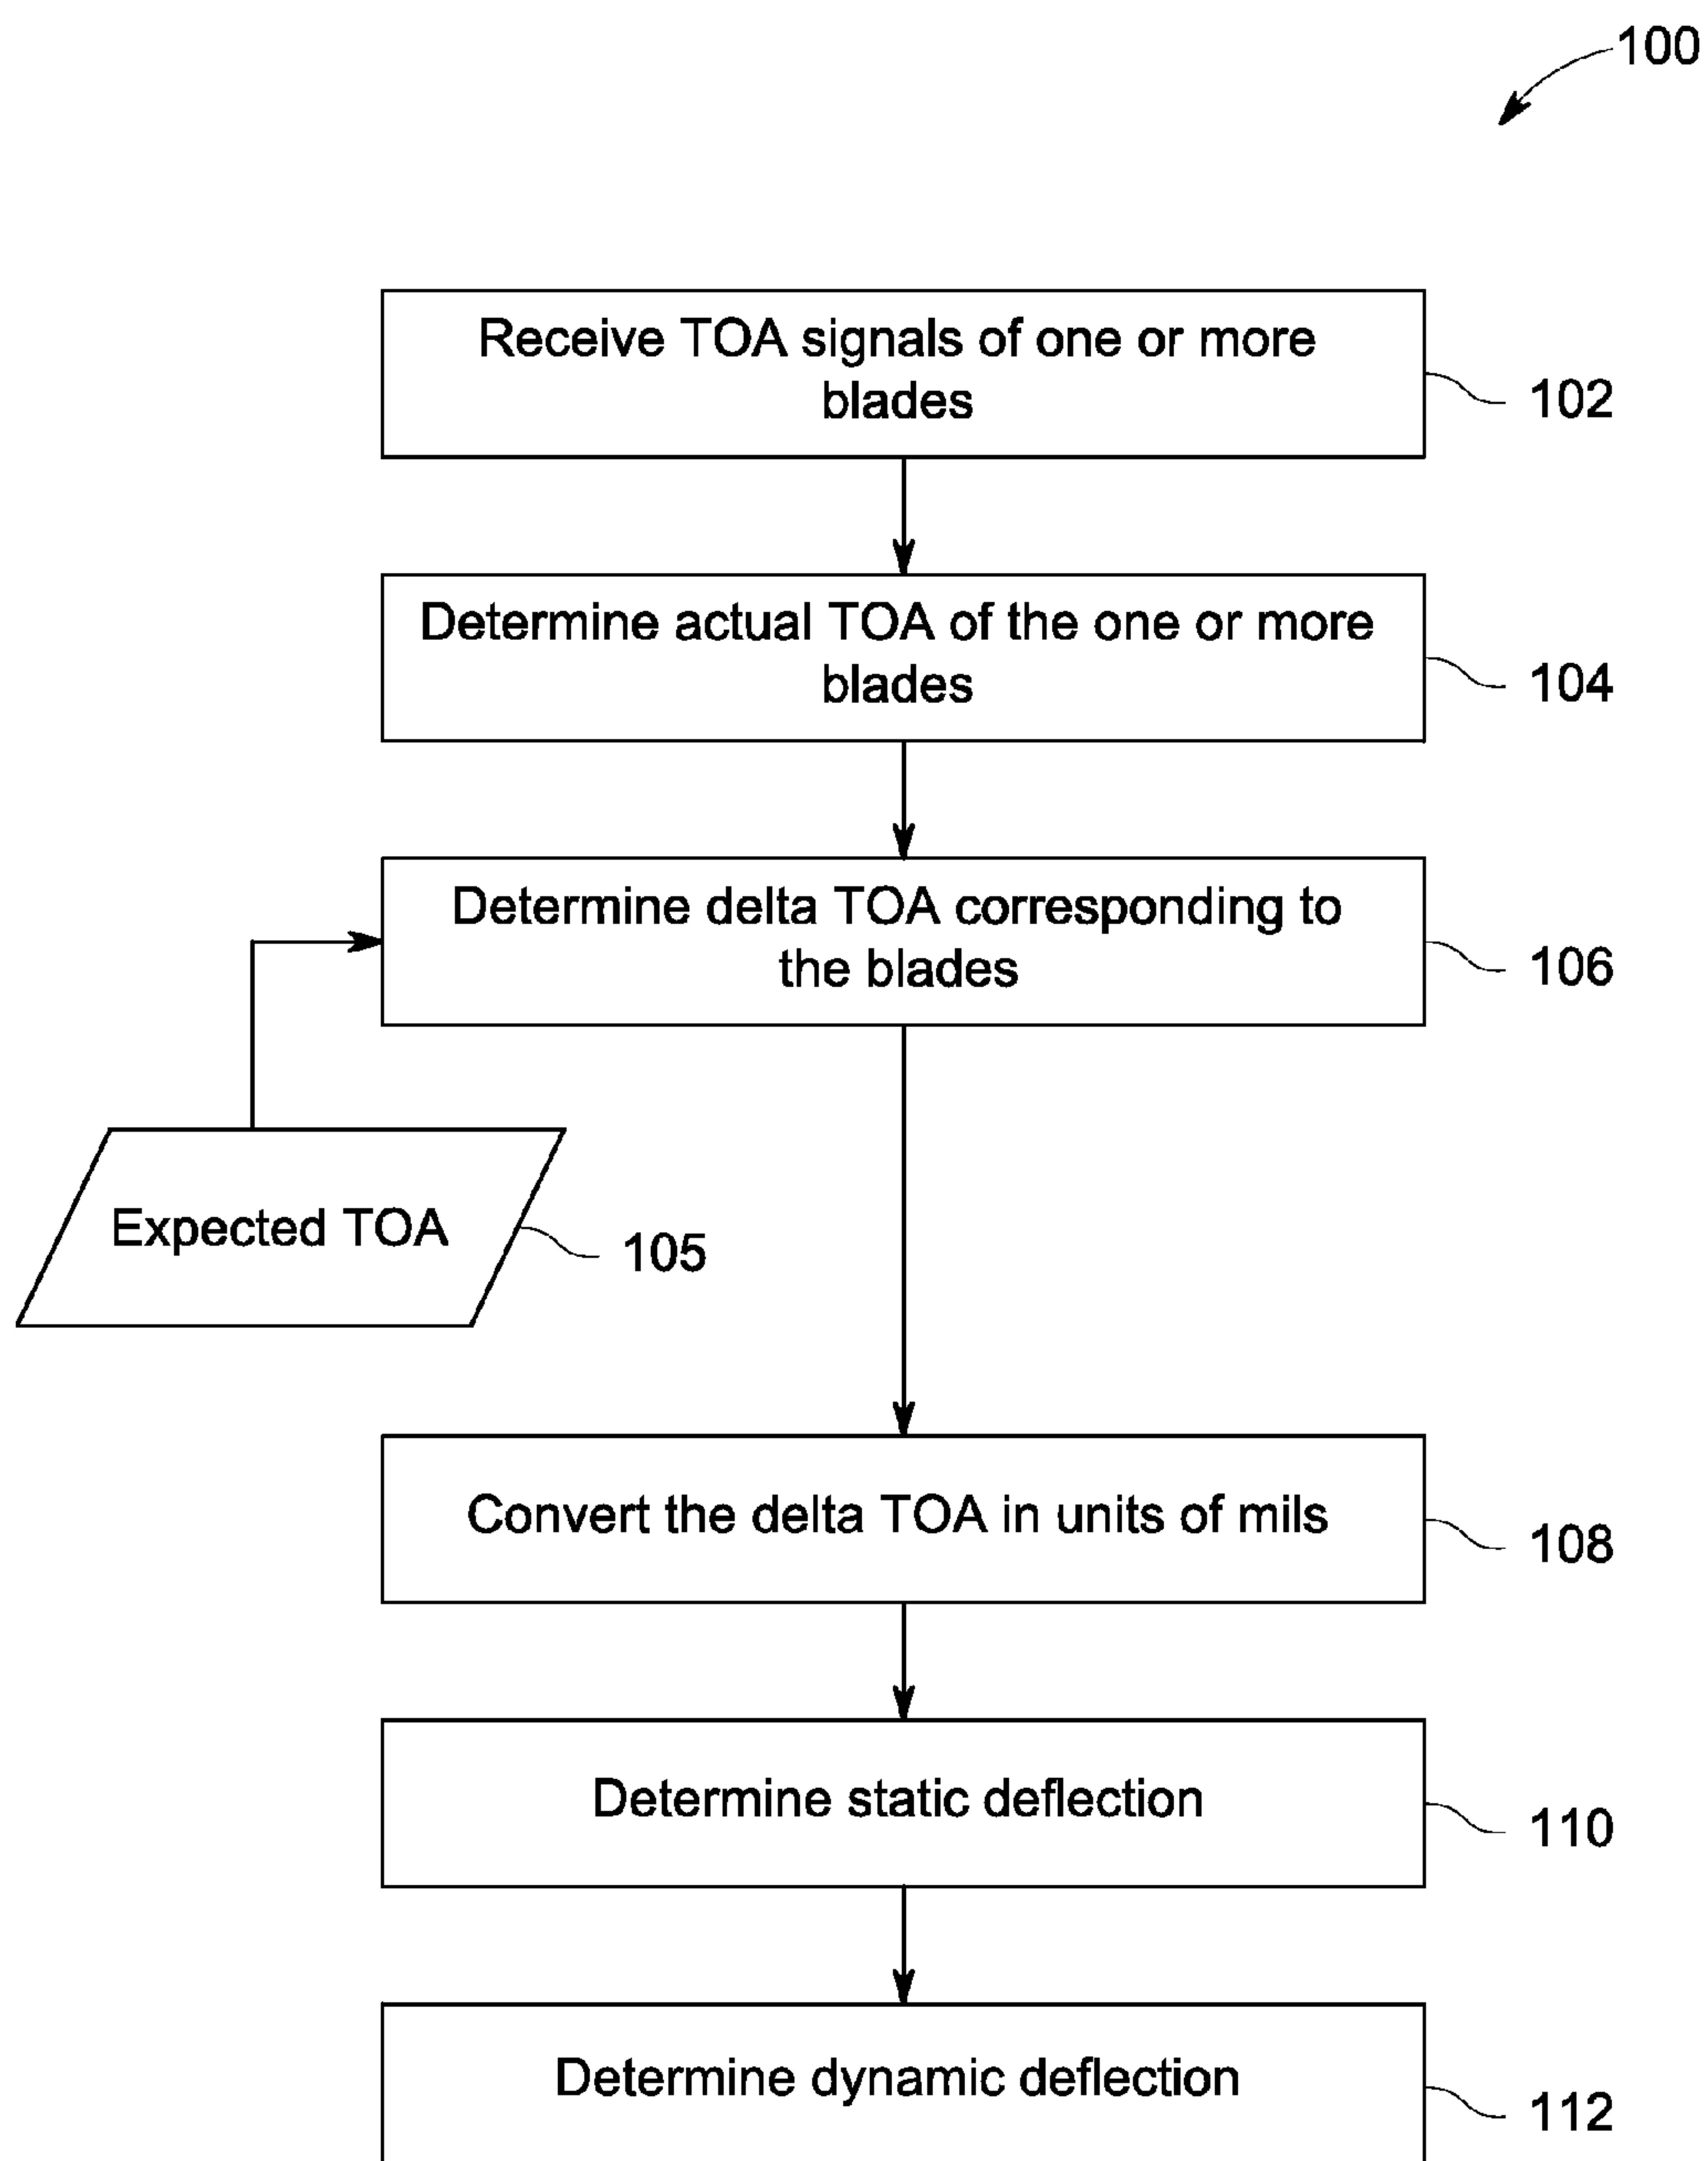 100
Receive TOA signals of one or more
blades
102
Determine actual TOA of the one or more
blades
104
Determine delta TOA corresponding to
the blades
106
Expected TOA
105
Convert the delta TOA in units of mils
108
Determine static deflection
110
Determine dynamic deflection
112